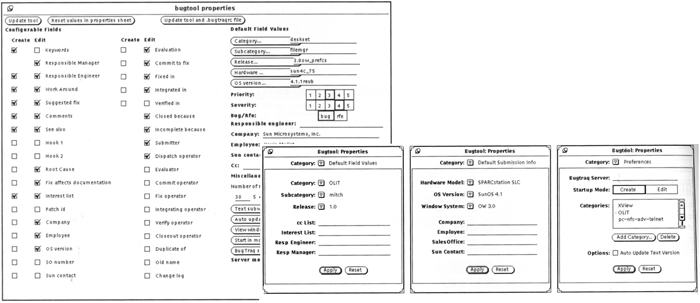 bugtool properties
Update tool
Reset values in properties sheet
Update tool and .bugtraqrc file
Configurable Fields
Default Field Values
Create Edit
Create Edit
Keywords
Responsible Manager
Responsible Engineer
Work Around
Suggested fix
Comments
See also
Hook 1
Hook 2
Root Cause
Fix affects documentation
Interest list
Patch id
Company
Employee
OS version
SO number
Sun contact
Evaluation
Commit to fix
Fixed in
Integrated in
Verified in
Closed because
Incomplete because
Submitter
Dispatch operator
Evaluator
Commit operator
Fix operator
Integrating operator
Verify operator
Closeout operator
Duplicate of
Old name
Change log
Category... deskset
Subcategory... filemgr
Release... 3.0ow_prefcs
Hardware... sun4c_75
OS version... 4.1.1reub
Priority: 1 2 3 4 5
Severity: 1 2 3 4 5
Bug/Rfe: bug rfe
Responsible engineer:
Company: Sun Microsystems, Inc.
Employee:
Sun conta
Cc:
Miscellane
Number of
30
Text subw
Auto upda
View wind
Start in m
BugTraq s
Server mo
Bugtool: Properties
Category: Default Field Values
Category: OLIT
Subcategory: mitch
Release: 1.0
cc List:
Interest List:
Resp Engineer:
Resp Manager:
Apply Reset
Bugtool: Properties
Category: Default Submission Info
Hardware Model: SPARCstation SLC
OS Version: SunOS 4.1
Window System: OW 3.0
Company:
Employee:
SalesOffice:
Sun Contact:
Apply Reset
Bugtool: Properties
Category: Preferences
Bugtraq Server:
Startup Mode: Create Edit
Categories: XView
OLIT
pc-nfs-adv-telnet
Add Category... Delete
Options: Auto Update Text Version
Apply Reset